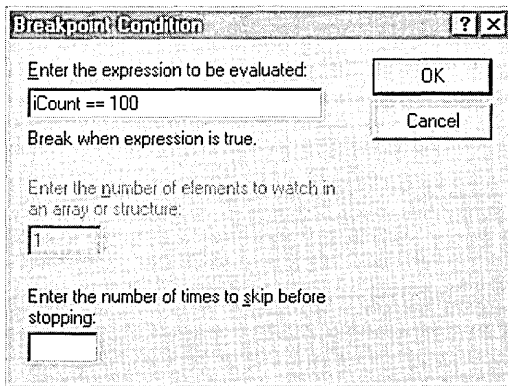 Breakpoint Condition
Enter the expression to be evaluated:
OK
iCount == 100
Cancel
Break when expression is true.
Enter the number of elements to watch in
an array or structure:
1
Enter the number of times to skip before
stopping: